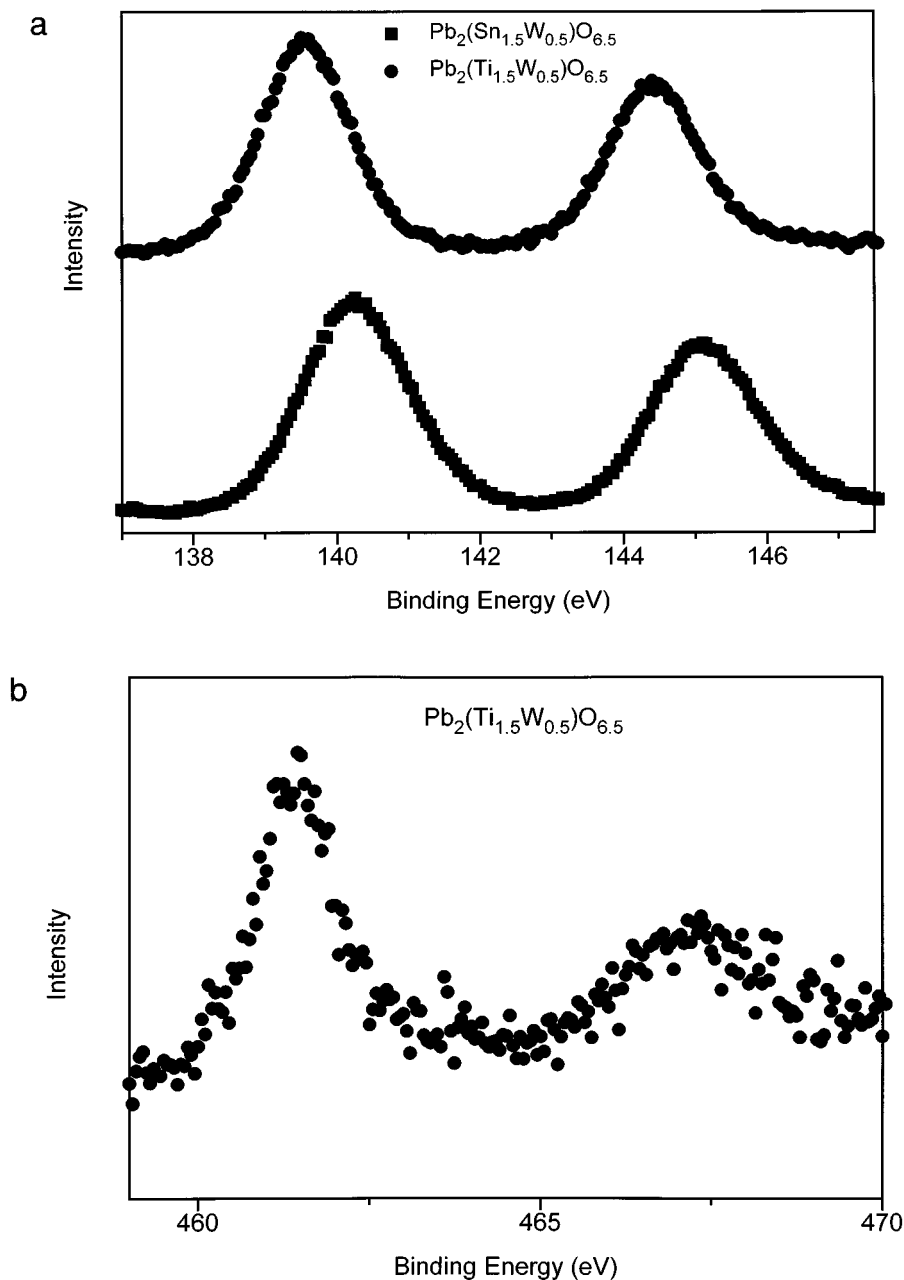 a
Pb₂(Sn₁.₅W₀.₅)O₆.₅
Pb₂(Ti₁.₅W₀.₅)O₆.₅
Intensity
138 140 142 144 146
Binding Energy (eV)
b
Pb₂(Ti₁.₅W₀.₅)O₆.₅
Intensity
460 465 470
Binding Energy (eV)